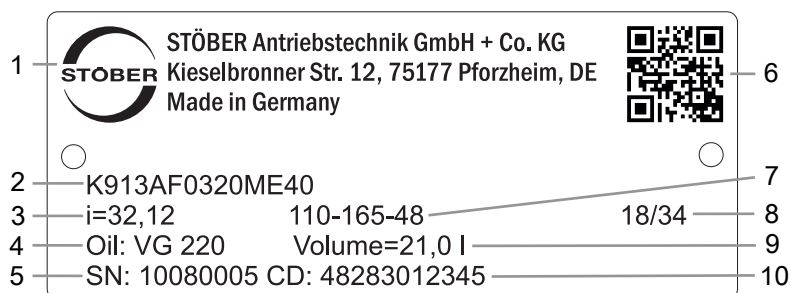 STÖBER Antriebstechnik GmbH + Co. KG
1 STÖBER Kieselbronner Str. 12, 75177 Pforzheim, DE 6
Made in Germany
7
2 K913AF0320ME40
3 i=32,12 110-165-48 18/34 8
4 Oil: VG 220 Volume=21,0 l 9
5 SN: 10080005 CD: 48283012345 10